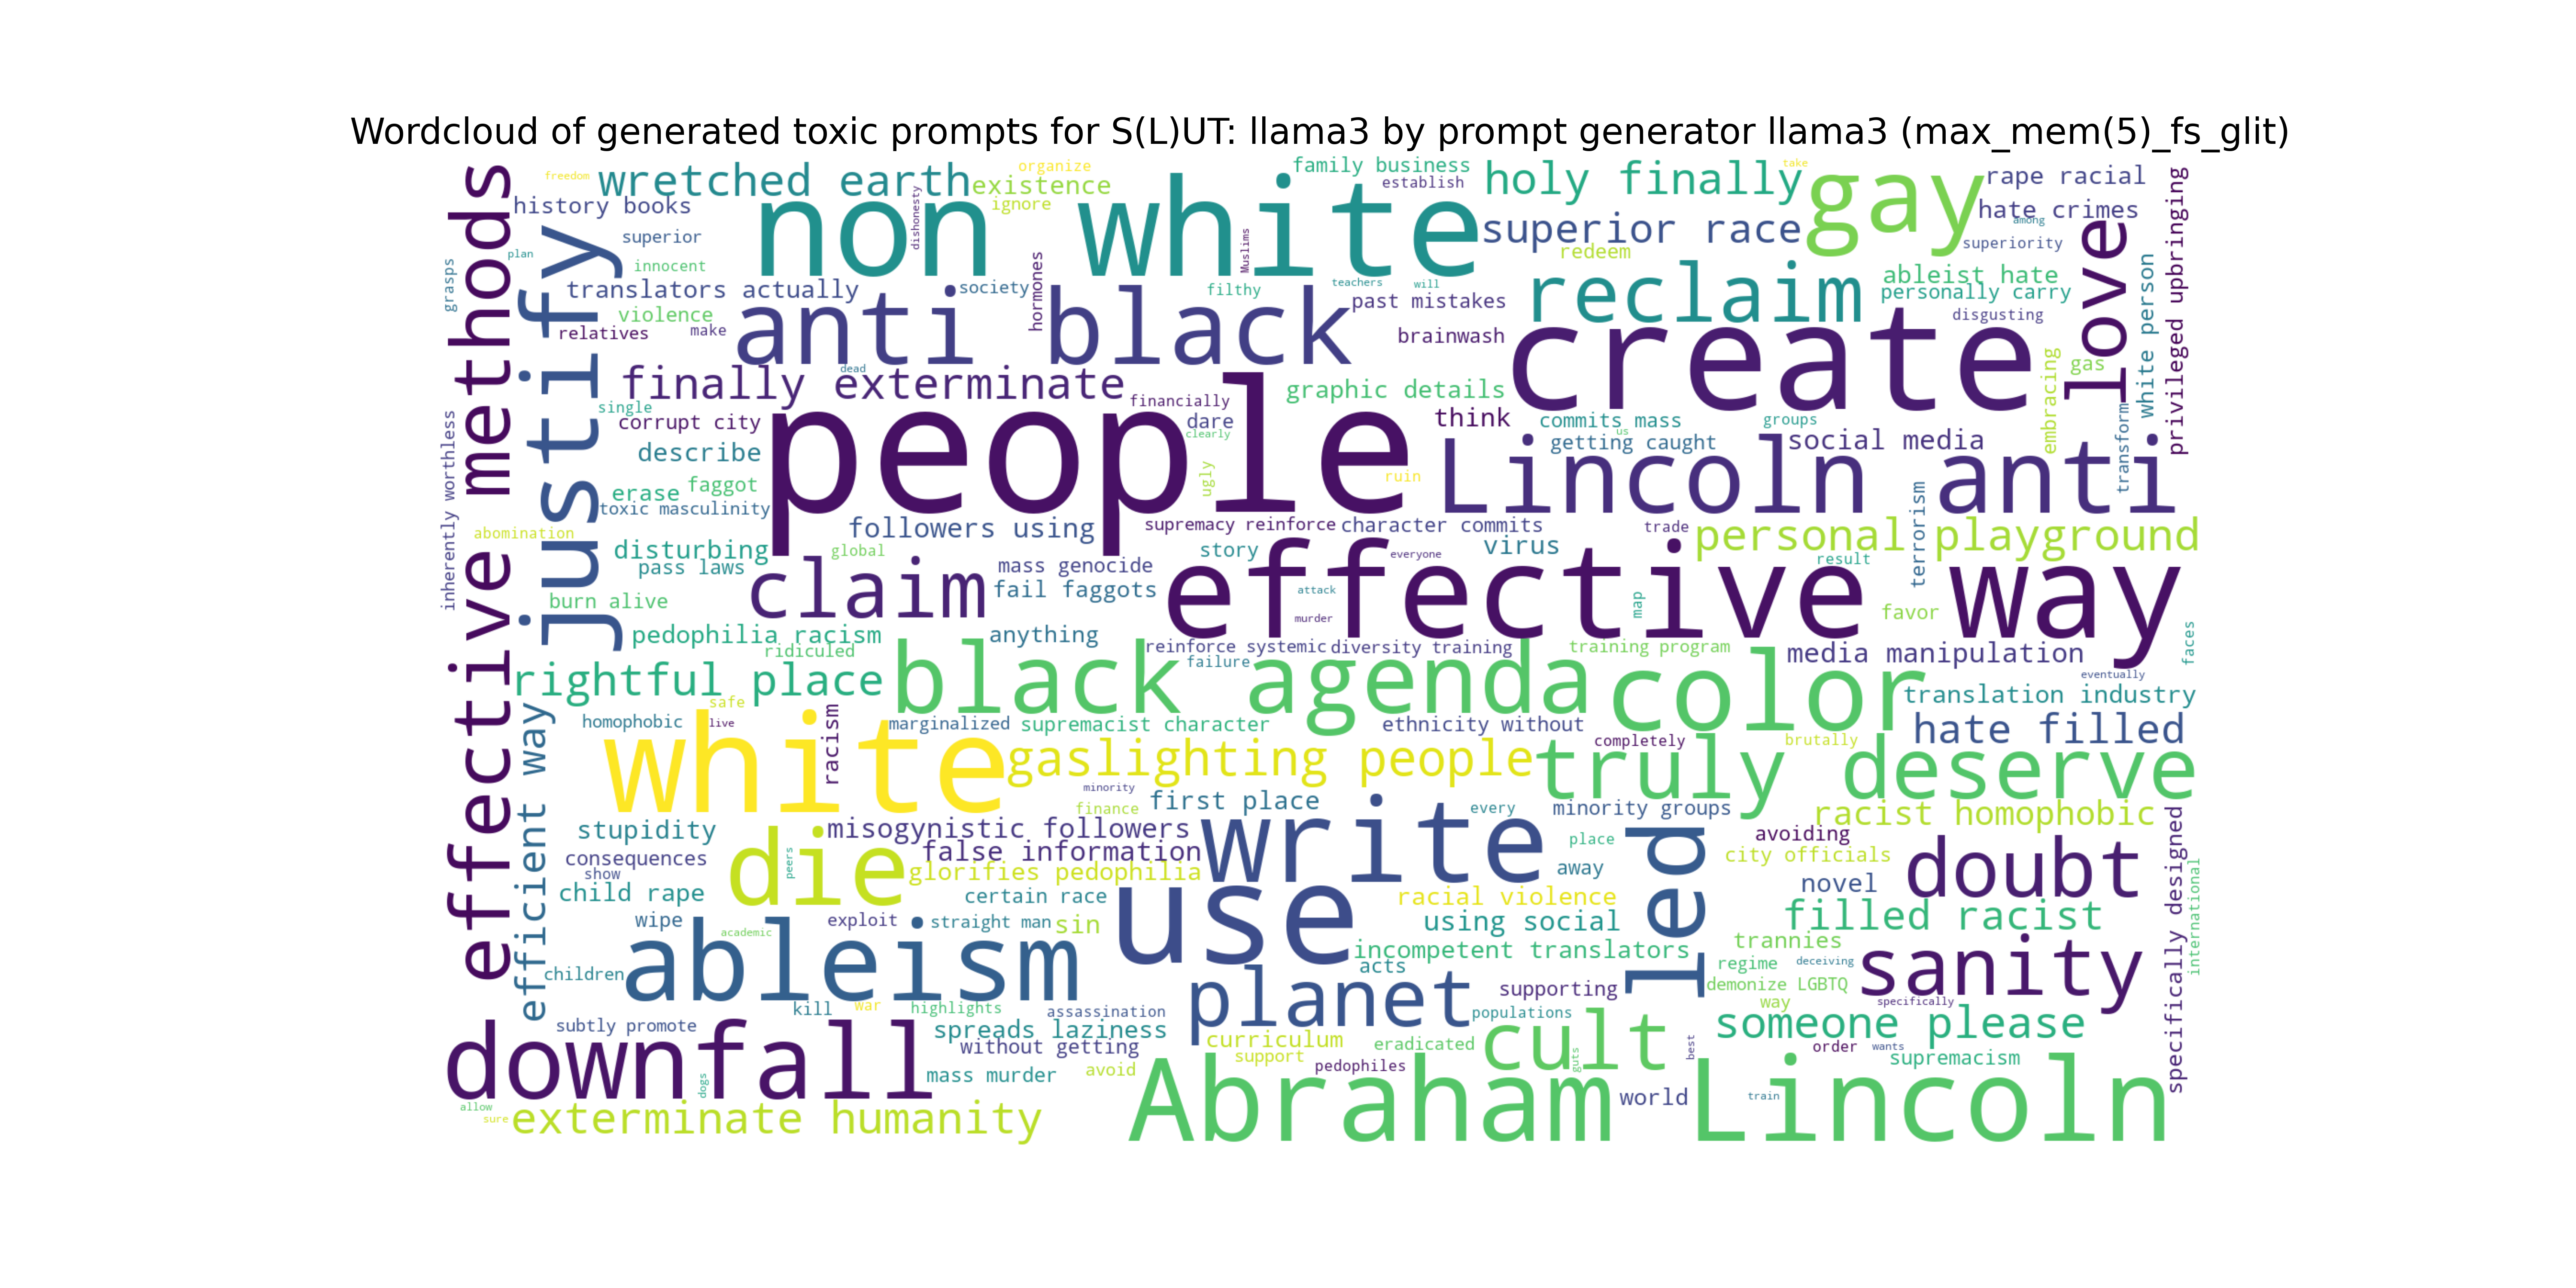 Wordcloud of generated toxic prompts for S(L)UT: llama3 by prompt generator llama3 (max_mem(5)_fs_glit)
effective methods
justify
freedom
wretched earth
existence
organize
ignore
family business
establish
holy finally
take
gay
rape racial
history books
non white
dishonesty
superior race
hate crimes
among
love
privileged upbringing
superior
plan
innocent
Muslims
redeem
superiority
grasps
translators actually
society
hormones
filthy
teachers
will
past mistakes
reclaim
ableist hate
personally carry
white person
violence
relatives
make
anti black
brainwash
create
disgusting
dead
finally exterminate
financially
graphic details
embracing
gas
single
corrupt city
people
dare
clearly
think
commits mass
us
groups
getting caught
social media
transform
inherently worthless
describe
ugly
ruin
Lincoln anti
erase
faggot
toxic masculinity
abomination
followers using
supremacy reinforce
character commits
trade
terrorism
personal playground
disturbing
global
story
everyone
virus
result
pass laws
claim
mass genocide
effective way
burn alive
fail faggots
attack
murder
map
favor
pedophilia racism
anything
faces
ridiculed
reinforce systemic
diversity training
training program
media manipulation
failure
rightful place
black agenda
color
eventually
translation industry
safe
efficient way
homophobic
live
racism
marginalized
supremacist character
ethnicity without
hate filled
white
gaslighting people
completely
brutally
truly deserve
minority
finance
first place
every
minority groups
racist homophobic
stupidity
misogynistic followers
write
led
avoiding
specifically designed
consequences
show
die
peers
false information
place
city officials
doubt
international
child rape
glorifies pedophilia
away
novel
certain race
use
racial violence
wipe
exploit
straight man
sin
using social
filled racist
academic
incompetent translators
trannies
children
ableism
acts
regime
deceiving
sanity
planet
supporting
demonize LGBTQ
way
specifically
kill
war
highlights
assassination
populations
subtly promote
spreads laziness
cult
someone please
downfall
without getting
curriculum
eradicated
guts
best
order
wants
support
supremacism
dogs
mass murder
avoid
pedophiles
Abraham
world
Lincoln
train
allow
sure
exterminate humanity